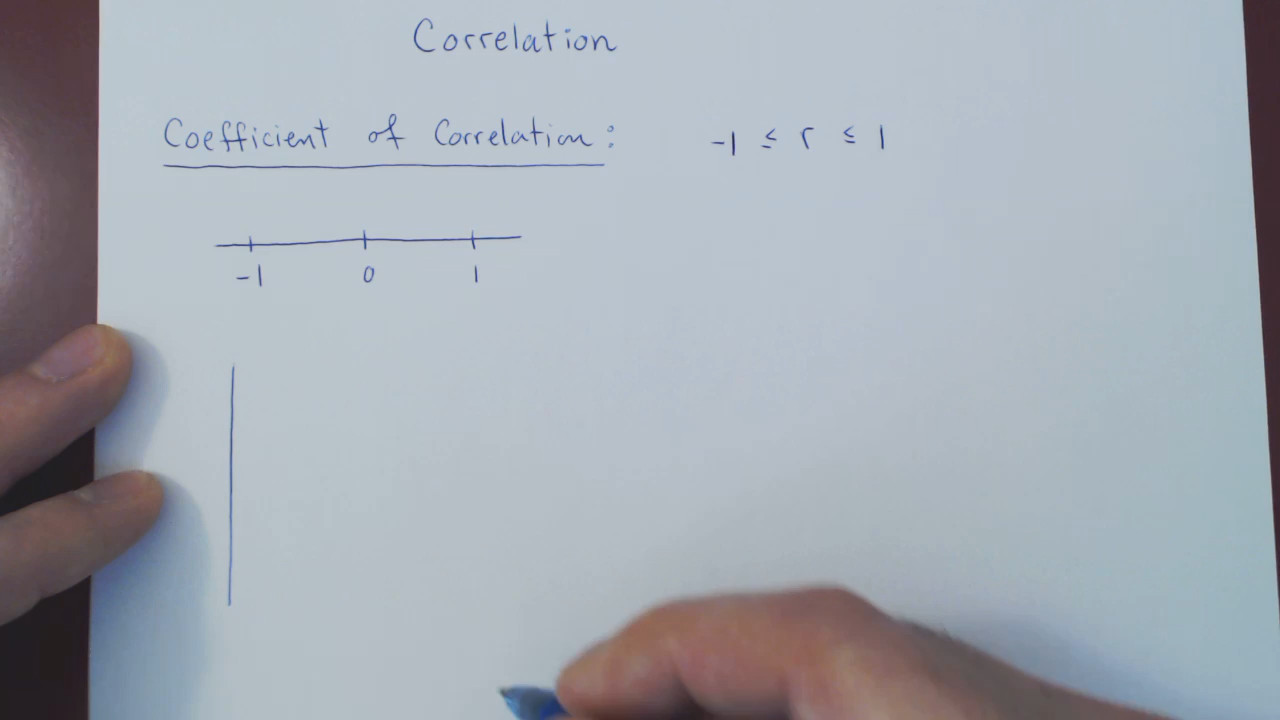 Correlation
Coefficient of Correlation: -1 ≤ r ≤ 1
-1 0 1